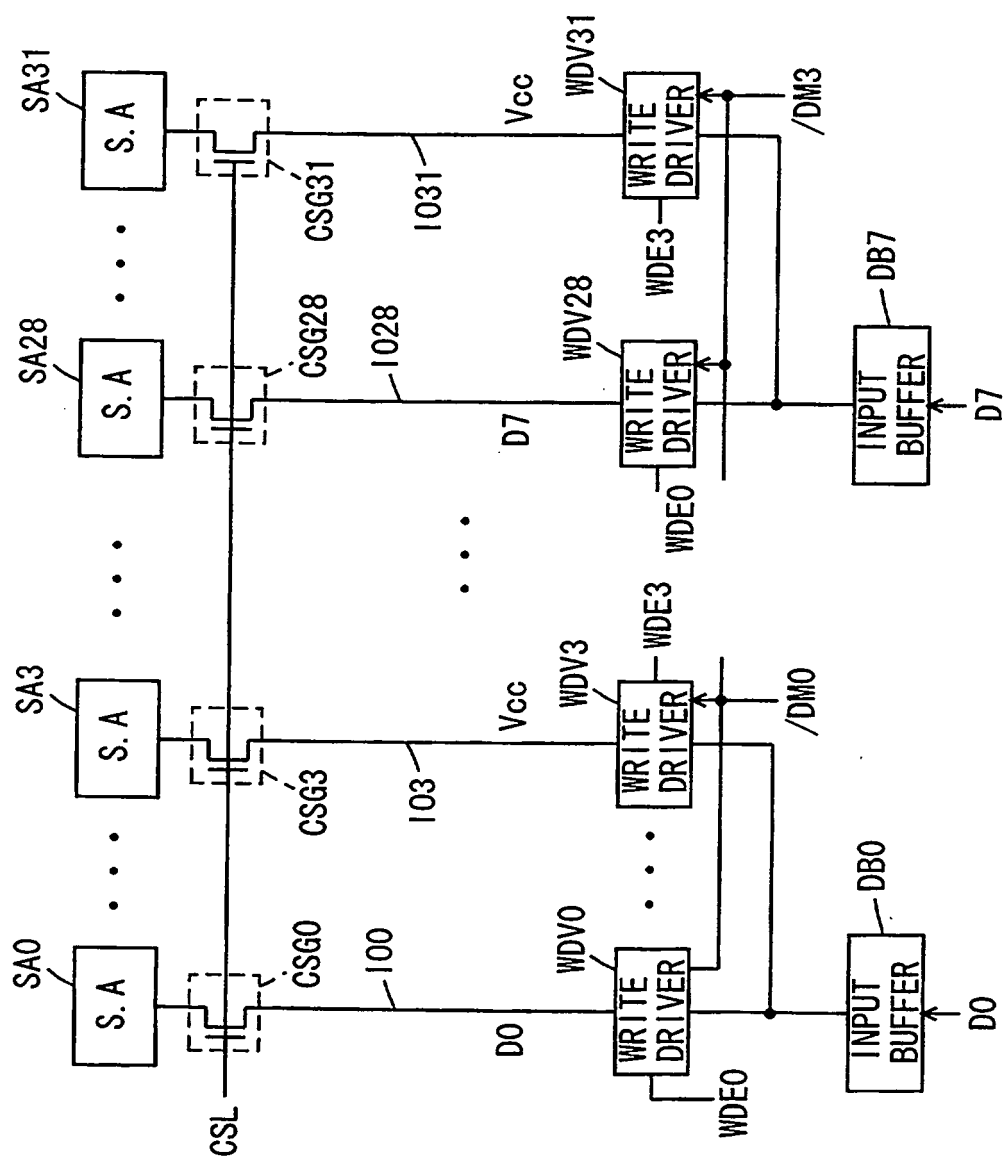 SA0
SA3
SA28
SA31
S.A
S.A
S.A
S.A
CSL
CSG0
CSG3
CSG28
CSG31
IO0
IO3
IO28
IO31
D0
Vcc
D7
Vcc
WDV0
WDV3
WDV28
WDV31
WRITE
DRIVER
WRITE
DRIVER
WRITE
DRIVER
WRITE
DRIVER
WDE0
WDE3
WDE0
WDE3
/DM0
/DM3
DB0
DB7
INPUT
BUFFER
INPUT
BUFFER
D0
D7